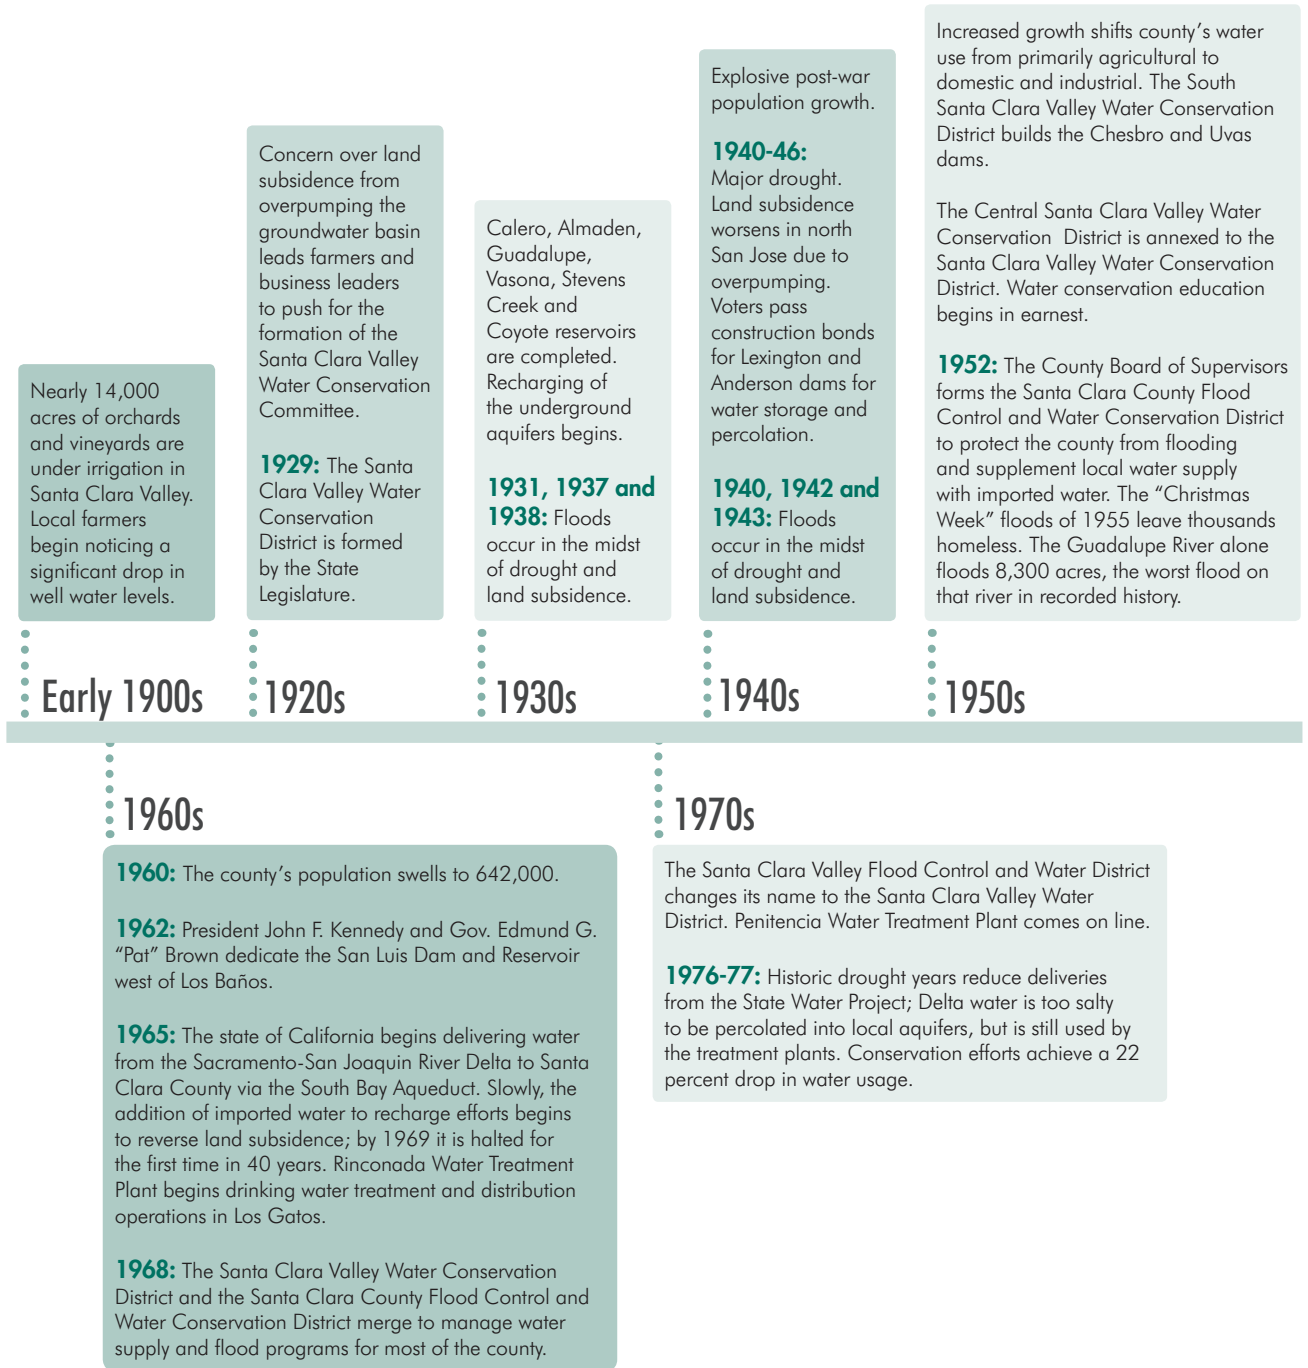 Nearly 14,000
acres of orchards
and vineyards are
under irrigation in
Santa Clara Valley.
Local farmers
begin noticing a
significant drop in
well water levels.
Early 1900s
Concern over land
subsidence from
overpumping the
groundwater basin
leads farmers and
business leaders
to push for the
formation of the
Santa Clara Valley
Water Conservation
Committee.
1929: The Santa
Clara Valley Water
Conservation
District is formed
by the State
Legislature.
1920s
Calero, Almaden,
Guadalupe,
Vasona, Stevens
Creek and
Coyote reservoirs
are completed.
Recharging of
the underground
aquifers begins.
1931, 1937 and
1938: Floods
occur in the midst
of drought and
land subsidence.
1930s
Explosive post-war
population growth.
1940-46:
Major drought.
Land subsidence
worsens in north
San Jose due to
overpumping.
Voters pass
construction bonds
for Lexington and
Anderson dams for
water storage and
percolation.
1940, 1942 and
1943: Floods
occur in the midst
of drought and
land subsidence.
1940s
Increased growth shifts county's water
use from primarily agricultural to
domestic and industrial. The South
Santa Clara Valley Water Conservation
District builds the Chesbro and Uvas
dams.
The Central Santa Clara Valley Water
Conservation District is annexed to the
Santa Clara Valley Water Conservation
District. Water conservation education
begins in earnest.
1952: The County Board of Supervisors
forms the Santa Clara County Flood
Control and Water Conservation District
to protect the county from flooding
and supplement local water supply
with imported water. The “Christmas
Week” floods of 1955 leave thousands
homeless. The Guadalupe River alone
floods 8,300 acres, the worst flood on
that river in recorded history.
1950s
1960s
1960: The county's population swells to 642,000.
1962: President John F. Kennedy and Gov. Edmund G.
“Pat” Brown dedicate the San Luis Dam and Reservoir
west of Los Baños.
1965: The state of California begins delivering water
from the Sacramento-San Joaquin River Delta to Santa
Clara County via the South Bay Aqueduct. Slowly, the
addition of imported water to recharge efforts begins
to reverse land subsidence; by 1969 it is halted for
the first time in 40 years. Rinconada Water Treatment
Plant begins drinking water treatment and distribution
operations in Los Gatos.
1968: The Santa Clara Valley Water Conservation
District and the Santa Clara County Flood Control and
Water Conservation District merge to manage water
supply and flood programs for most of the county.
1970s
The Santa Clara Valley Flood Control and Water District
changes its name to the Santa Clara Valley Water
District. Penitencia Water Treatment Plant comes on line.
1976-77: Historic drought years reduce deliveries
from the State Water Project; Delta water is too salty
to be percolated into local aquifers, but is still used by
the treatment plants. Conservation efforts achieve a 22
percent drop in water usage.